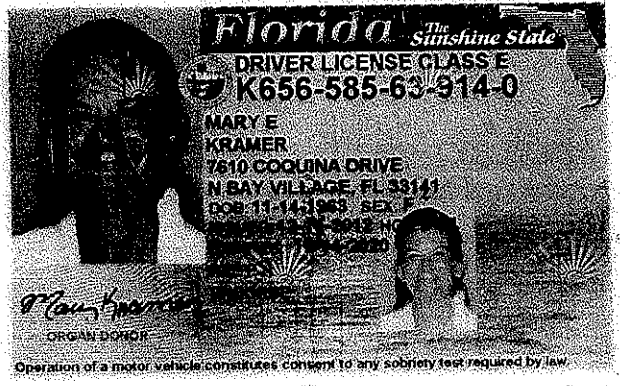 Florida The Sunshine State
DRIVER LICENSE CLASS E
K656-585-63-914-0
MARY E
KRAMER
7610 COQUINA DRIVE
N BAY VILLAGE, FL 33141
DOB 11-14-1963 SEX F
Mary Kramer
ORGAN DONOR
Operation of a motor vehicle constitutes consent to any sobriety test required by law